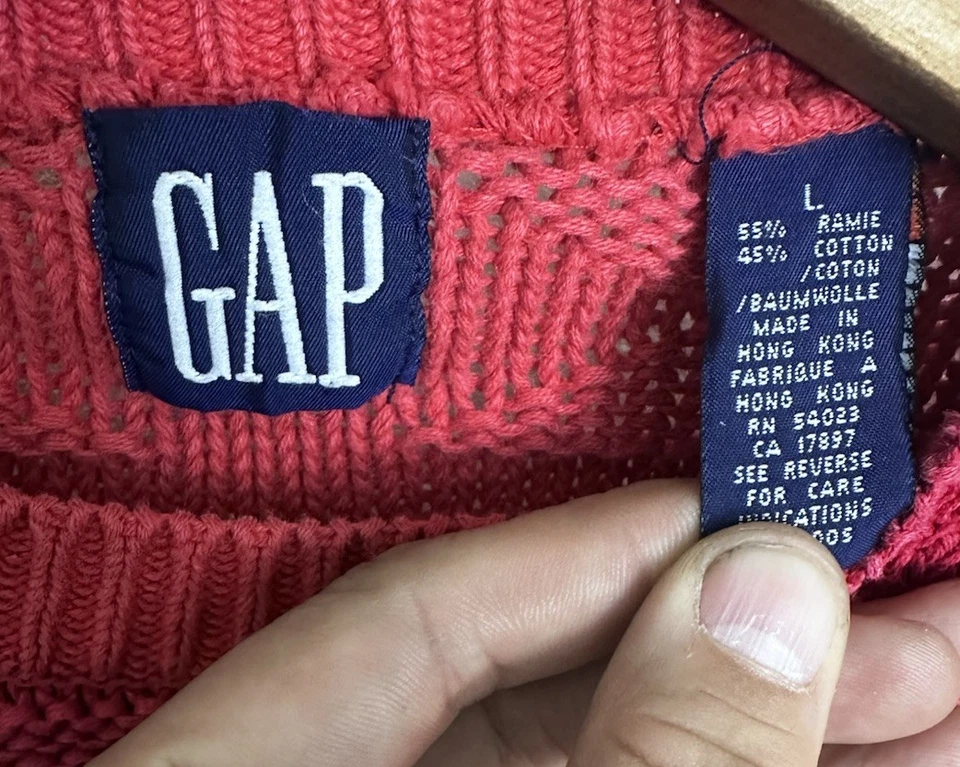 GAP
L
55% RAMIE
45% COTTON
/COTON
/BAUMWOLLE
MADE IN
HONG KONG
FABRIQUE A
HONG KONG
RN 54023
CA 17897
SEE REVERSE
FOR CARE